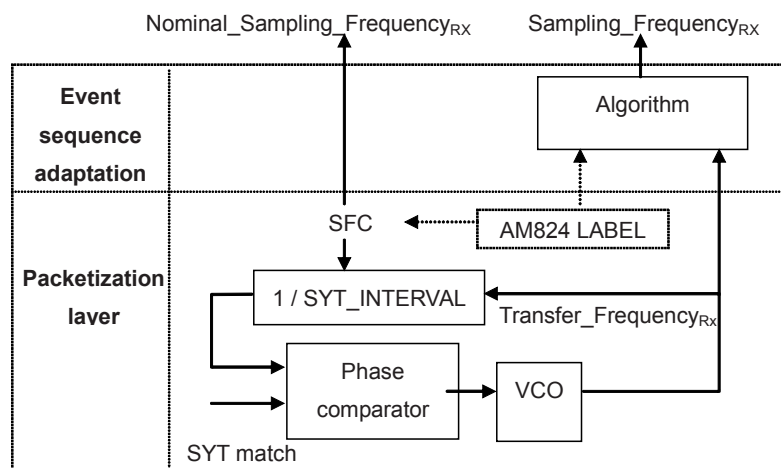 Nominal_Sampling_FrequencyRX
Sampling_FrequencyRX
Event
sequence
adaptation
Algorithm
SFC
AM824 LABEL
Packetization
layer
1 / SYT_INTERVAL
Transfer_FrequencyRx
Phase
comparator
VCO
SYT match